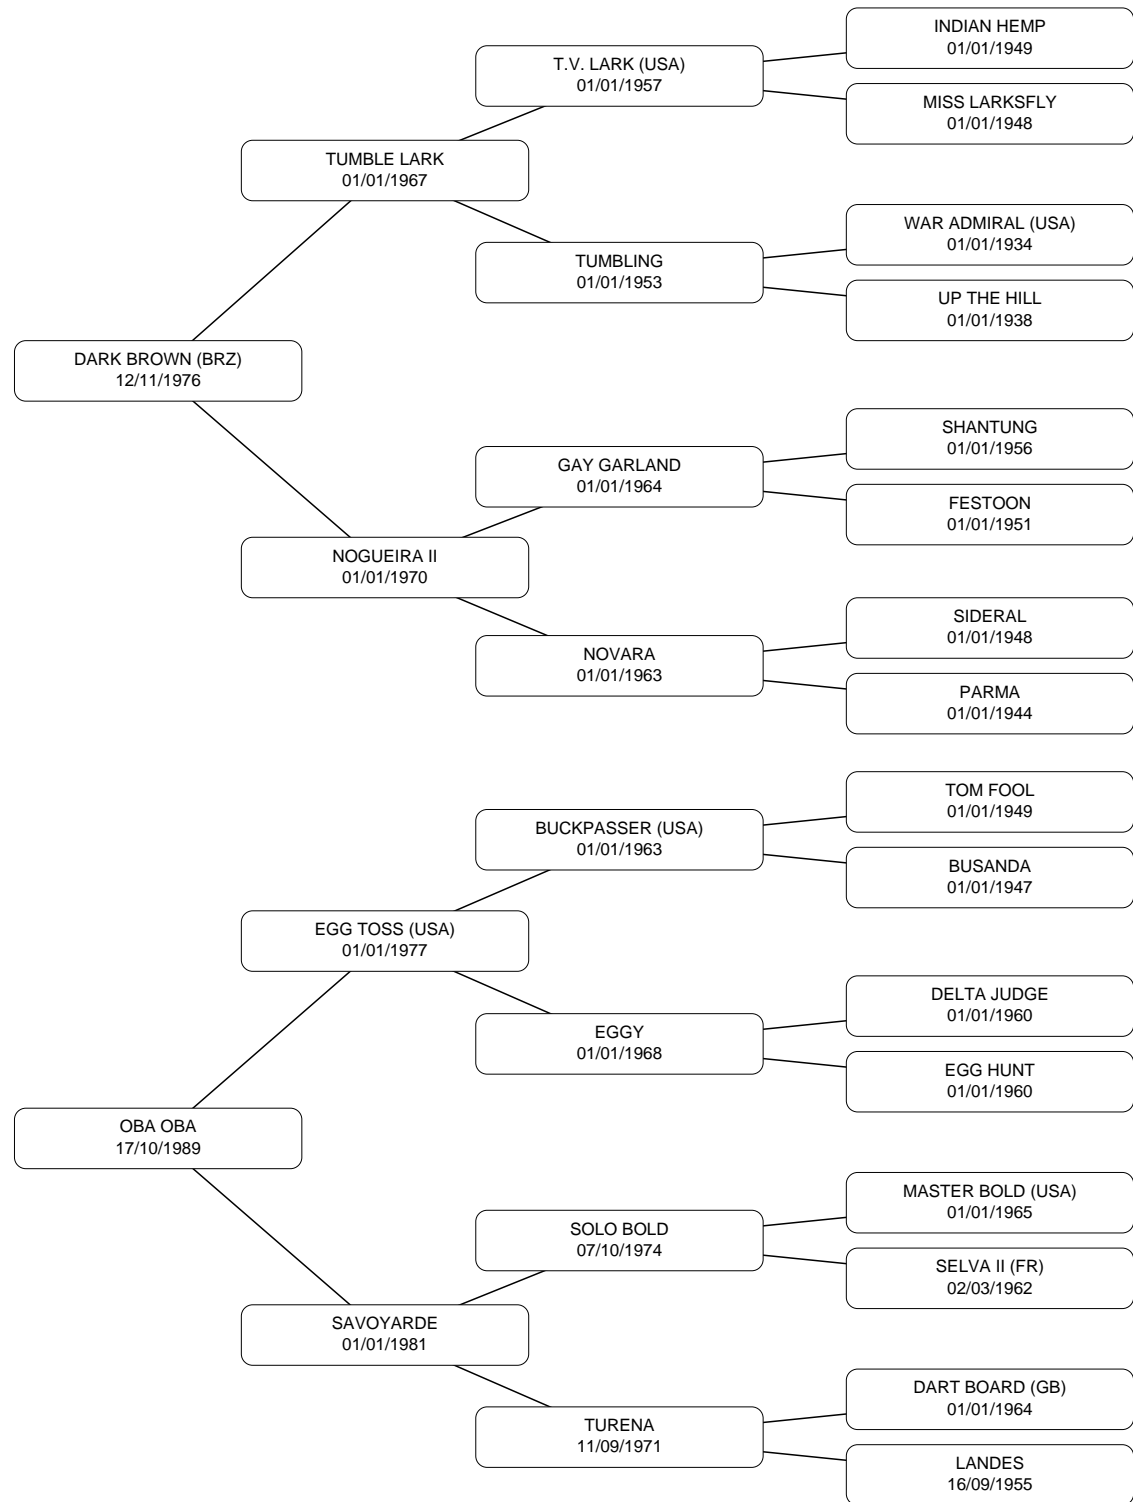 INDIAN HEMP
01/01/1949
T.V. LARK (USA)
01/01/1957
MISS LARKSFLY
01/01/1948
TUMBLE LARK
01/01/1967
WAR ADMIRAL (USA)
01/01/1934
TUMBLING
01/01/1953
UP THE HILL
01/01/1938
DARK BROWN (BRZ)
12/11/1976
SHANTUNG
01/01/1956
GAY GARLAND
01/01/1964
FESTOON
01/01/1951
NOGUEIRA II
01/01/1970
SIDERAL
01/01/1948
NOVARA
01/01/1963
PARMA
01/01/1944
TOM FOOL
01/01/1949
BUCKPASSER (USA)
01/01/1963
BUSANDA
01/01/1947
EGG TOSS (USA)
01/01/1977
DELTA JUDGE
01/01/1960
EGGY
01/01/1968
EGG HUNT
01/01/1960
OBA OBA
17/10/1989
MASTER BOLD (USA)
01/01/1965
SOLO BOLD
07/10/1974
SELVA II (FR)
02/03/1962
SAVOYARDE
01/01/1981
DART BOARD (GB)
01/01/1964
TURENA
11/09/1971
LANDES
16/09/1955